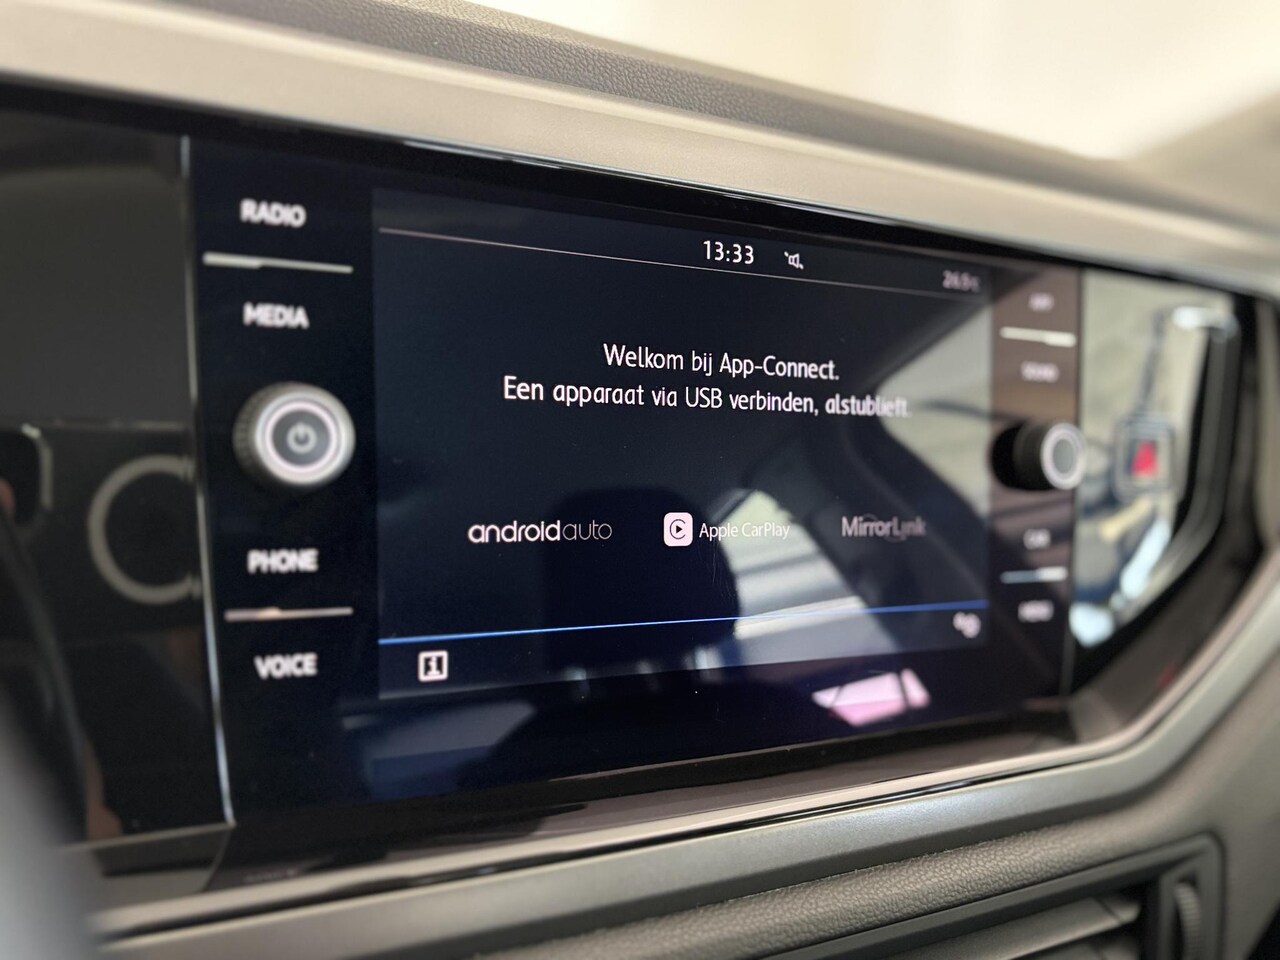 RADIO
MEDIA
PHONE
VOICE
13:33
Welkom bij App-Connect.
Een apparaat via USB verbinden, alstublieft.
androidauto
Apple CarPlay
MirrorLink
MENU